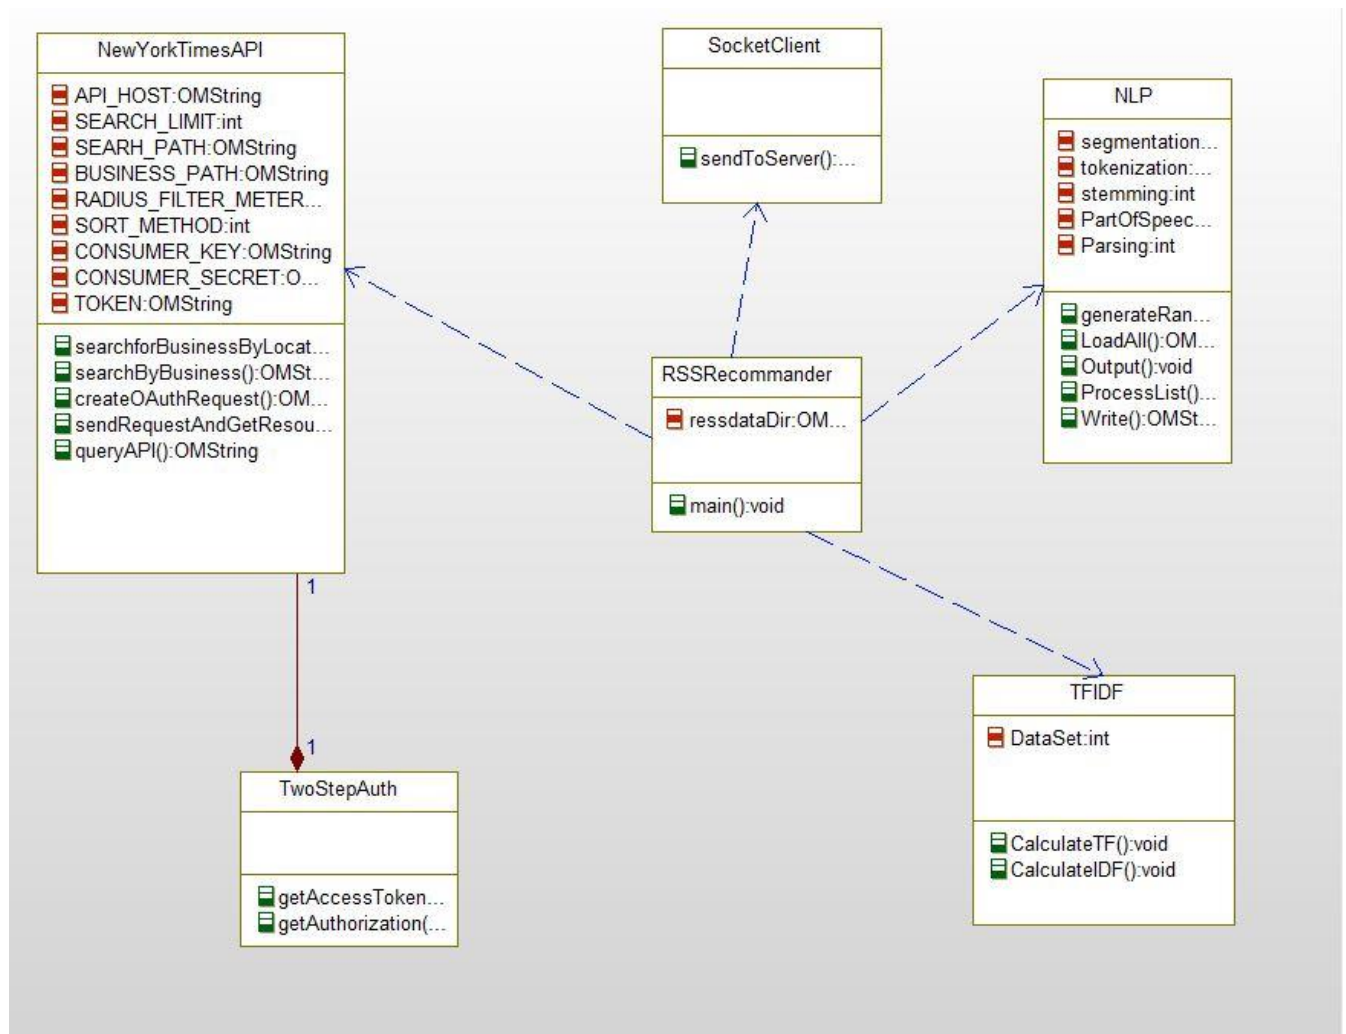 NewYorkTimesAPI
API_HOST:OMString
SEARCH_LIMIT:int
SEARH_PATH:OMString
BUSINESS_PATH:OMString
RADIUS_FILTER_METER...
SORT_METHOD:int
CONSUMER_KEY:OMString
CONSUMER_SECRET:O...
TOKEN:OMString
searchforBusinessByLocat...
searchByBusiness():OMSt...
createOAuthRequest():OM...
sendRequestAndGetResou...
queryAPI():OMString
SocketClient
sendToServer():...
NLP
segmentation...
tokenization:...
stemming:int
PartOfSpeec...
Parsing:int
generateRan...
LoadAll():OM...
Output():void
ProcessList()...
Write():OMSt...
RSSRecommander
ressdataDir:OM...
main():void
1
1
TwoStepAuth
getAccessToken...
getAuthorization(...
TFIDF
DataSet:int
CalculateTF():void
CalculateIDF():void